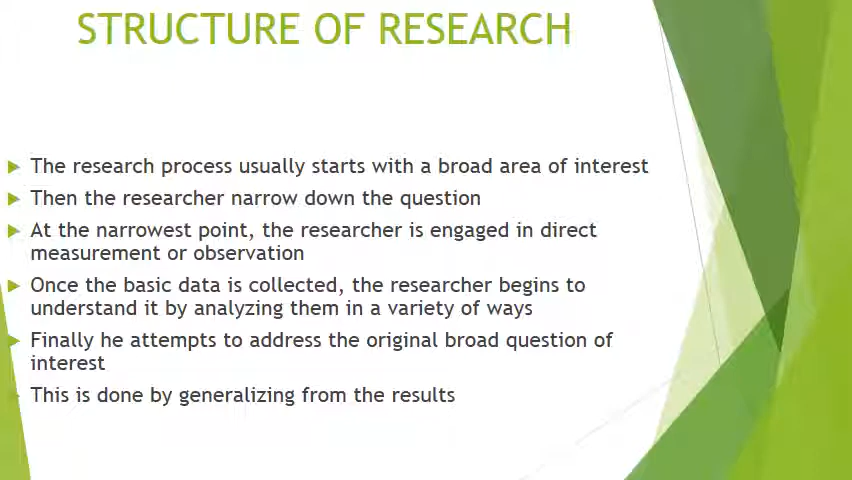 STRUCTURE OF RESEARCH
The research process usually starts with a broad area of interest
Then the researcher narrow down the question
At the narrowest point, the researcher is engaged in direct
measurement or observation
Once the basic data is collected, the researcher begins to
understand it by analyzing them in a variety of ways
Finally he attempts to address the original broad question of
interest
This is done by generalizing from the results